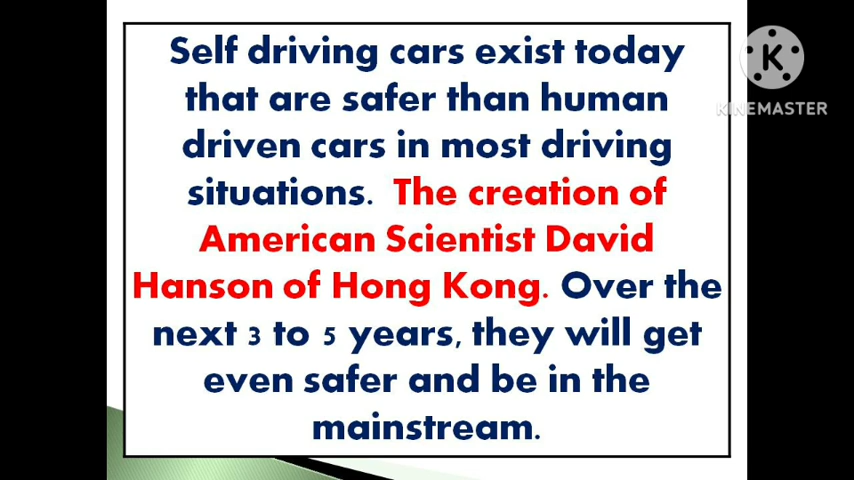 Self driving cars exist today
that are safer than human
driven cars in most driving
situations. The creation of
American Scientist David
Hanson of Hong Kong. Over the
next 3 to 5 years, they will get
even safer and be in the
mainstream.
K
KINEMASTER